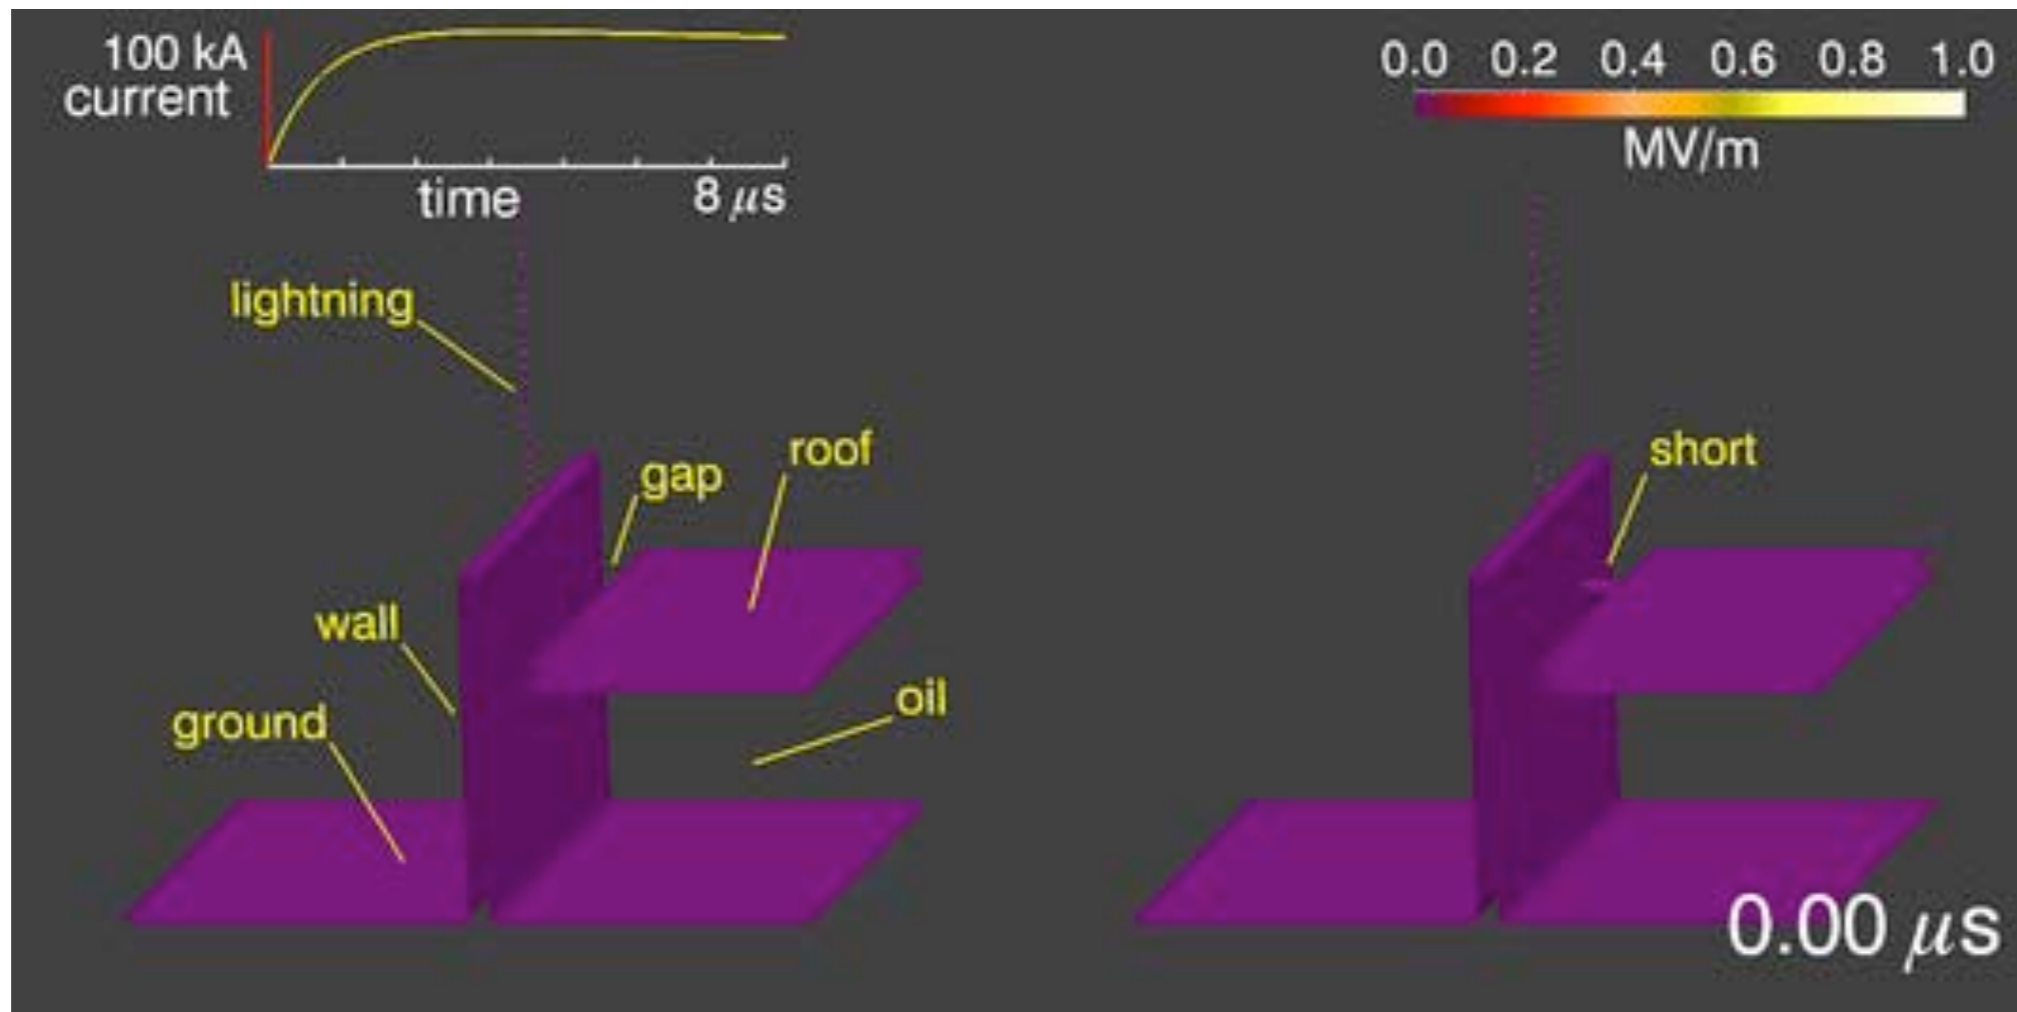 100 kA
current
time
8 μs
0.0 0.2 0.4 0.6 0.8 1.0
MV/m
lightning
gap
roof
short
wall
ground
oil
0.00 μs